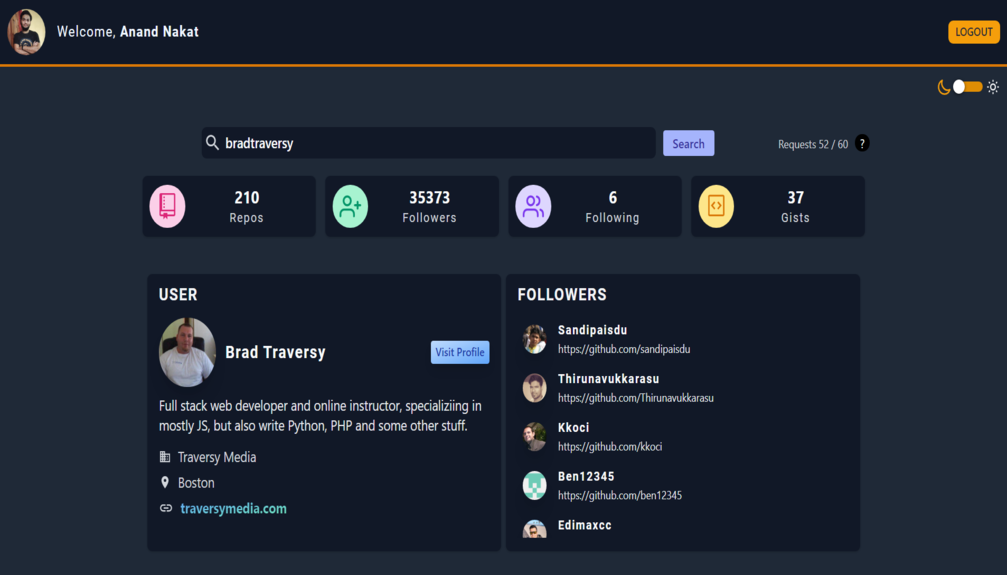 Welcome, Anand Nakat
LOGOUT
bradtraversy
Search
Requests 52 / 60 ?
210
Repos
35373
Followers
6
Following
37
Gists
USER
Brad Traversy
Visit Profile
Full stack web developer and online instructor, specializiing in
mostly JS, but also write Python, PHP and some other stuff.
Traversy Media
Boston
traversymedia.com
FOLLOWERS
Sandipaisdu
https://github.com/sandipaisdu
Thirunavukkarasu
https://github.com/Thirunavukkarasu
Kkoci
https://github.com/kkoci
Ben12345
https://github.com/ben12345
Edimaxcc